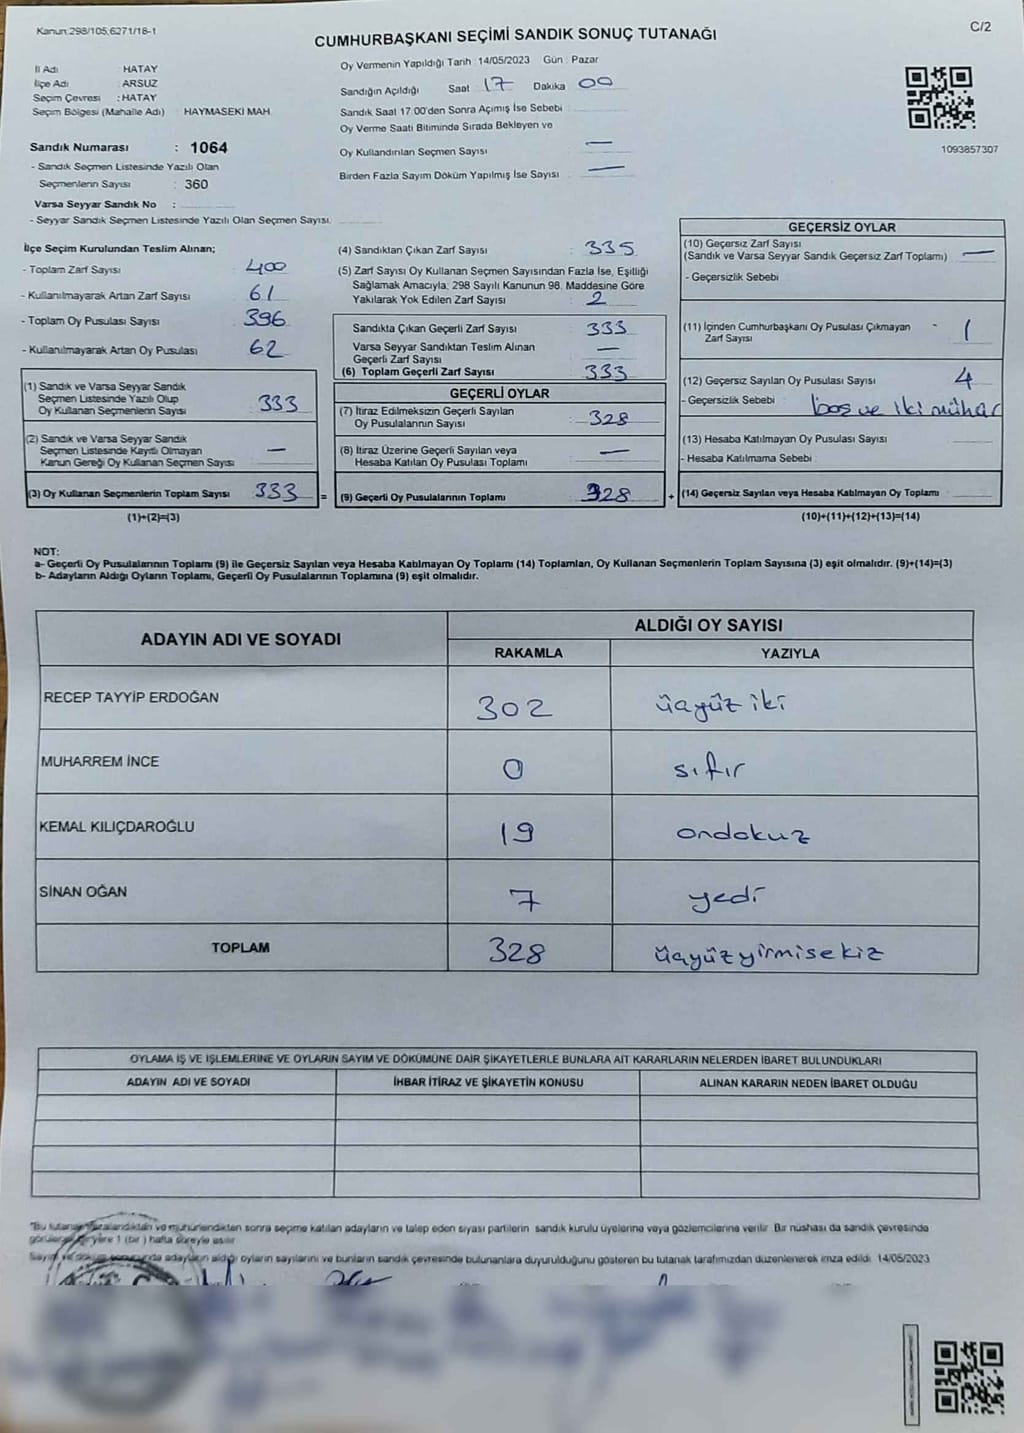 Kanun:298/105;6271/18-1
C/2
CUMHURBAŞKANI SEÇİMİ SANDIK SONUÇ TUTANAĞI
İl Adı : HATAY
İlçe Adı : ARSUZ
Seçim Çevresi : HATAY
Seçim Bölgesi (Mahalle Adı) : HAYMASEKİ MAH.
Sandık Numarası : 1064
- Sandık Seçmen Listesinde Yazılı Olan
Seçmenlerin Sayısı : 360
Varsa Seyyar Sandık No :
- Seyyar Sandık Seçmen Listesinde Yazılı Olan Seçmen Sayısı:
Oy Vermenin Yapıldığı Tarih :14/05/2023 Gün : Pazar
Sandığın Açıldığı Saat 17 Dakika 00
Sandık Saat 17:00'den Sonra Açımış İse Sebebi :
Oy Verme Saati Bitiminde Sırada Bekleyen ve
Oy Kullandırılan Seçmen Sayısı : —
Birden Fazla Sayım Döküm Yapılmış İse Sayısı : —
1093857307
İlçe Seçim Kurulundan Teslim Alınan;
- Toplam Zarf Sayısı : 400
- Kullanılmayarak Artan Zarf Sayısı : 61
- Toplam Oy Pusulası Sayısı : 396
- Kullanılmayarak Artan Oy Pusulası : 62
(1) Sandık ve Varsa Seyyar Sandık
Seçmen Listesinde Yazılı Olup
Oy Kullanan Seçmenlerin Sayısı : 333
(2) Sandık ve Varsa Seyyar Sandık
Seçmen Listesinde Kayıtlı Olmayan
Kanun Gereği Oy Kullanan Seçmen Sayısı : —
(3) Oy Kullanan Seçmenlerin Toplam Sayısı : 333
(1)+(2)=(3)
=
(4) Sandıktan Çıkan Zarf Sayısı : 335
(5) Zarf Sayısı Oy Kullanan Seçmen Sayısından Fazla İse, Eşitliği
Sağlamak Amacıyla; 298 Sayılı Kanunun 98. Maddesine Göre
Yakılarak Yok Edilen Zarf Sayısı : 2
Sandıkta Çıkan Geçerli Zarf Sayısı : 333
Varsa Seyyar Sandıktan Teslim Alınan
Geçerli Zarf Sayısı : —
(6) Toplam Geçerli Zarf Sayısı : 333
GEÇERLİ OYLAR
(7) İtiraz Edilmeksizin Geçerli Sayılan
Oy Pusulalarının Sayısı : 328
(8) İtiraz Üzerine Geçerli Sayılan veya
Hesaba Katılan Oy Pusulası Toplamı : —
(9) Geçerli Oy Pusulalarının Toplamı : 328
+
GEÇERSİZ OYLAR
(10) Geçersiz Zarf Sayısı
(Sandık ve Varsa Seyyar Sandık Geçersiz Zarf Toplamı) : —
- Geçersizlik Sebebi :
(11) İçinden Cumhurbaşkanı Oy Pusulası Çıkmayan
Zarf Sayısı : 1
(12) Geçersiz Sayılan Oy Pusulası Sayısı : 4
- Geçersizlik Sebebi : boş ve iki mühür
(13) Hesaba Katılmayan Oy Pusulası Sayısı :
- Hesaba Katılmama Sebebi :
(14) Geçersiz Sayılan veya Hesaba Katılmayan Oy Toplamı :
(10)+(11)+(12)+(13)=(14)
NOT:
a- Geçerli Oy Pusulalarının Toplamı (9) ile Geçersiz Sayılan veya Hesaba Katılmayan Oy Toplamı (14) Toplamları, Oy Kullanan Seçmenlerin Toplam Sayısına (3) eşit olmalıdır. (9)+(14)=(3)
b- Adayların Aldığı Oyların Toplamı, Geçerli Oy Pusulalarının Toplamına (9) eşit olmalıdır.
ADAYIN ADI VE SOYADI
ALDIĞI OY SAYISI
RAKAMLA YAZIYLA
RECEP TAYYİP ERDOĞAN 302 üçyüz iki
MUHARREM İNCE 0 sıfır
KEMAL KILIÇDAROĞLU 19 ondokuz
SİNAN OĞAN 7 yedi
TOPLAM 328 üçyüzyirmisekiz
OYLAMA İŞ VE İŞLEMLERİNE VE OYLARIN SAYIM VE DÖKÜMÜNE DAİR ŞİKAYETLERLE BUNLARA AİT KARARLARIN NELERDEN İBARET BULUNDUKLARI
ADAYIN ADI VE SOYADI İHBAR İTİRAZ VE ŞİKAYETİN KONUSU ALINAN KARARIN NEDEN İBARET OLDUĞU
"Bu tutanak imzalandıktan ve mühürlendikten sonra seçime katılan adayların ve talep eden siyasi partilerin sandık kurulu üyelerine veya gözlemcilerine verilir. Bir nüshası da sandık çevresinde
bir yere 1 (bir) hafta süreyle asılır.
Sayım ve döküm sonucunda adayların aldığı oyların sayılarını ve bunların sandık çevresinde bulunanlara duyurulduğunu gösteren bu tutanak tarafımızdan düzenlenerek imza edildi. 14/05/2023